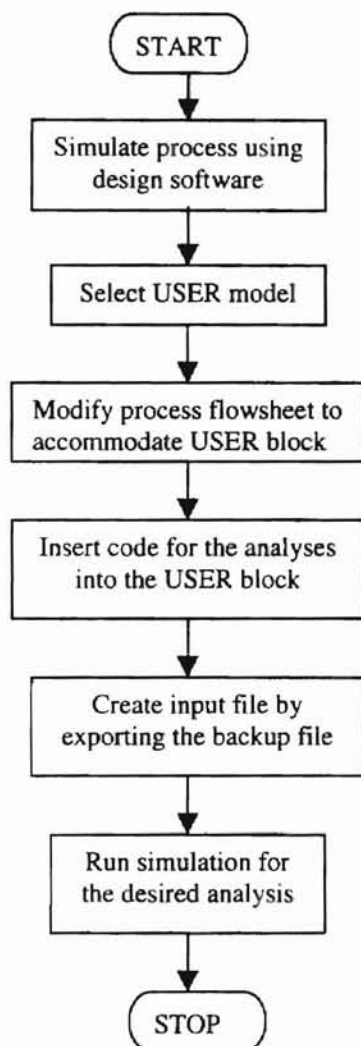 START
Simulate process using
design software
Select USER model
Modify process flowsheet to
accommodate USER block
Insert code for the analyses
into the USER block
Create input file by
exporting the backup file
Run simulation for
the desired analysis
STOP